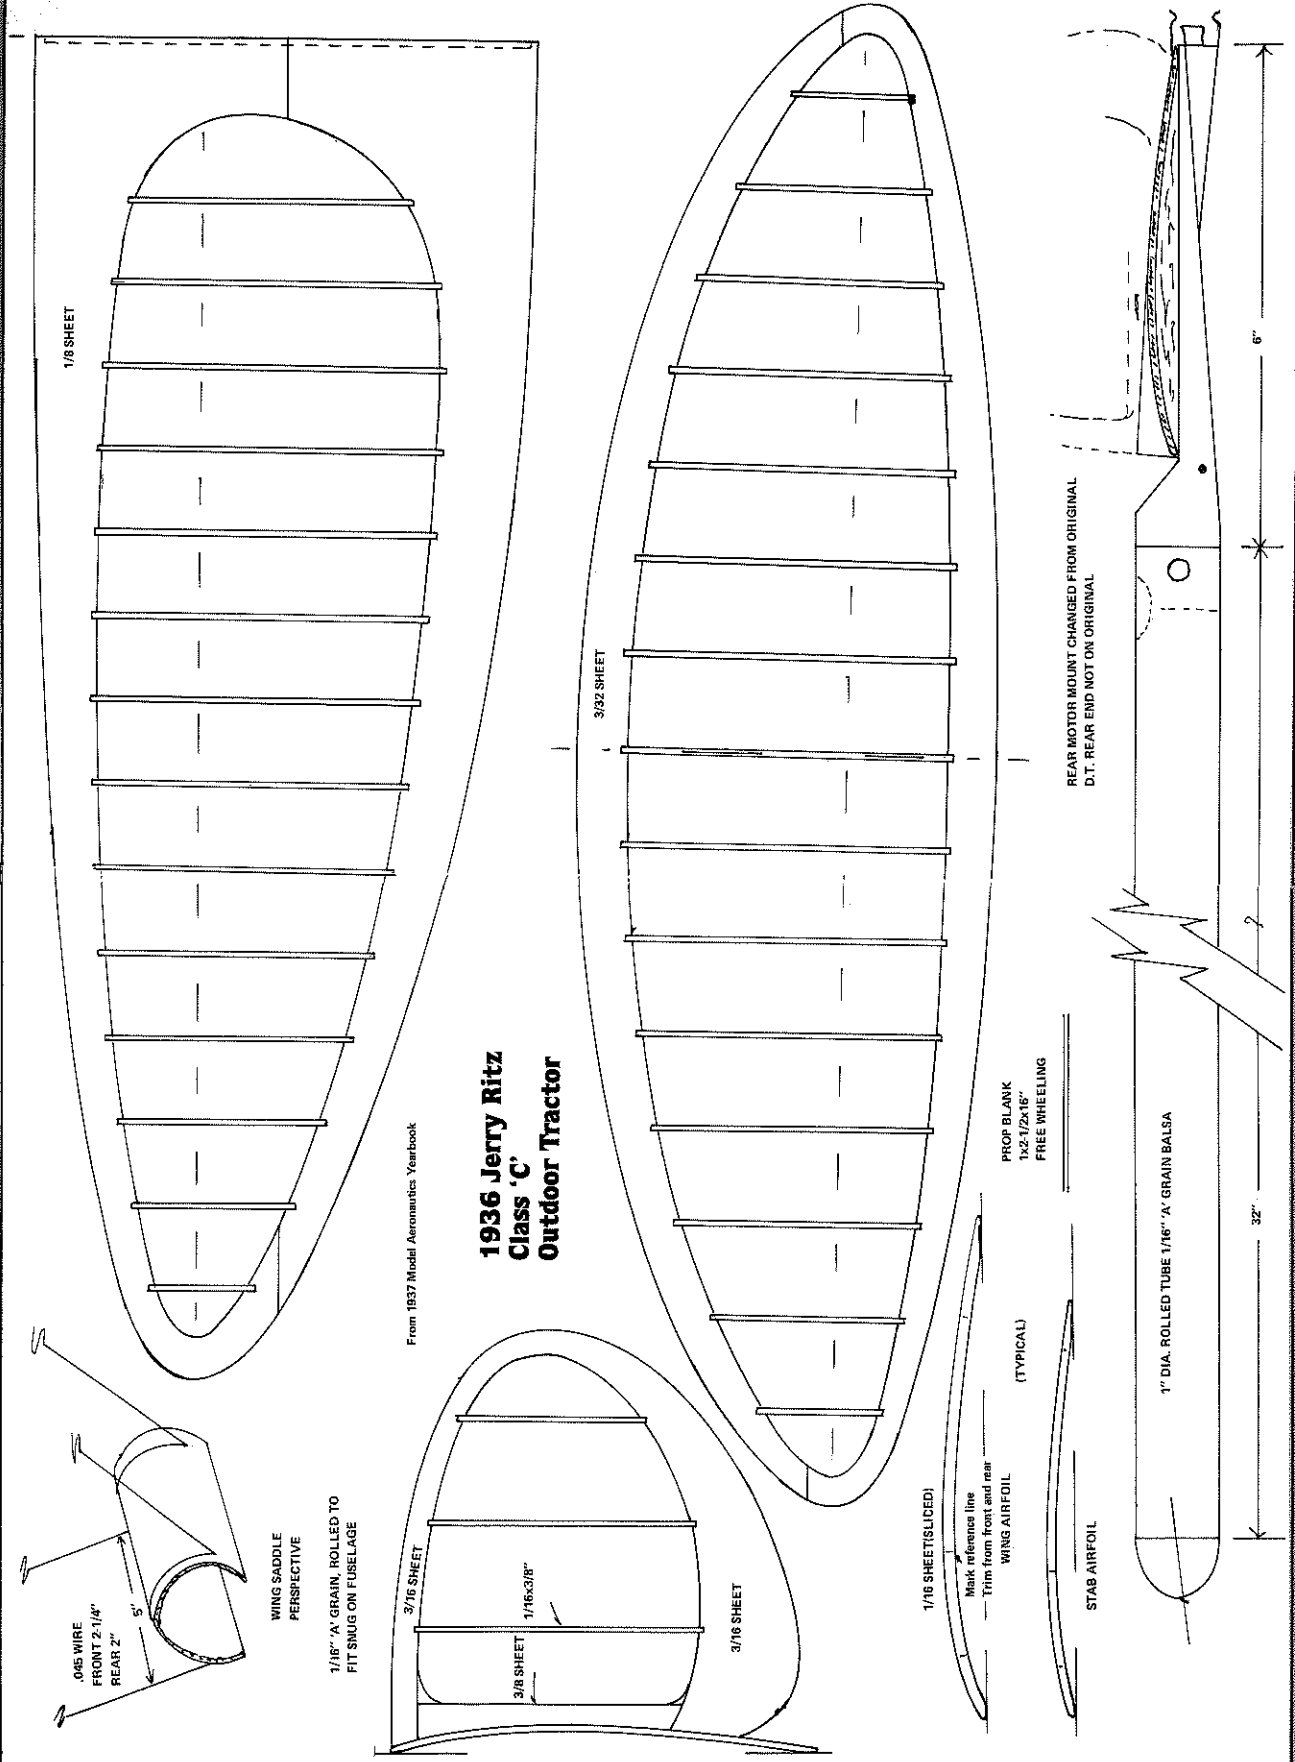 .045 WIRE
FRONT 2-1/4"
REAR 2"
5"
WING SADDLE
PERSPECTIVE
1/16" 'A' GRAIN, ROLLED TO
FIT SNUG ON FUSELAGE
1/8 SHEET
From 1937 Model Aeronautics Yearbook
1936 Jerry Ritz
Class ‘C’
Outdoor Tractor
3/16 SHEET
3/8 SHEET
1/16x3/8"
3/16 SHEET
3/32 SHEET
1/16 SHEET(SLICED)
Mark reference line
Trim from front and rear
WING AIRFOIL
(TYPICAL)
STAB AIRFOIL
PROP BLANK
1x2-1/2x16"
FREE WHEELING
REAR MOTOR MOUNT CHANGED FROM ORIGINAL
D.T. REAR END NOT ON ORIGINAL
1" DIA. ROLLED TUBE 1/16" 'A' GRAIN BALSA
32"
6"